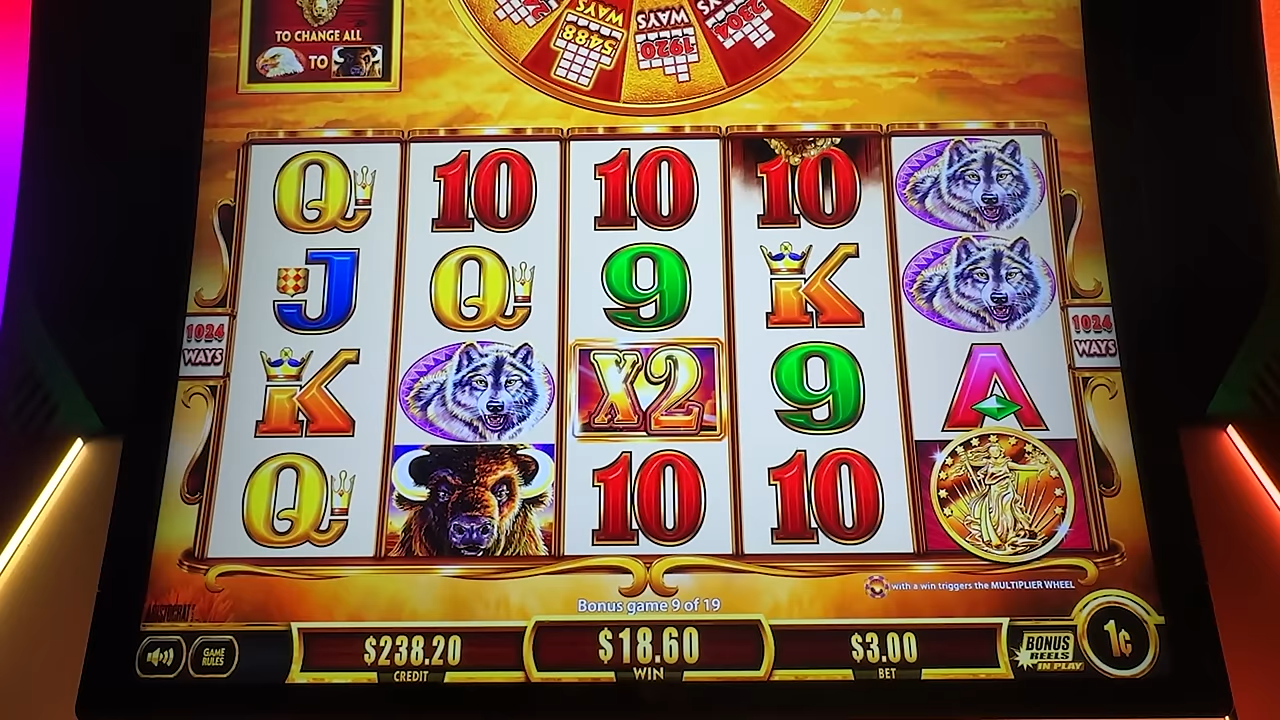 TO CHANGE ALL
TO
WAYS
5488
WAYS
1920
2304
Q 10 10 10
J Q 9 K
K X2 9 A
Q 10 10
1024
WAYS
1024
WAYS
with a win triggers the MULTIPLIER WHEEL
Bonus game 9 of 19
ARISTOCRAT
GAME
RULES
$238.20
CREDIT
$18.60
WIN
$3.00
BET
BONUS
REELS
IN PLAY
1¢